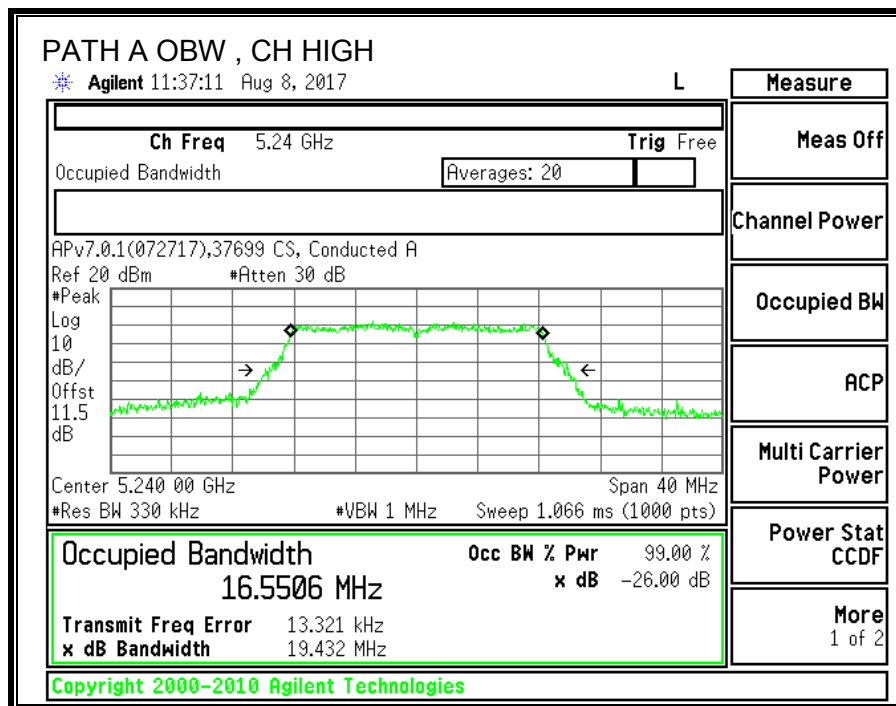 PATH A OBW , CH HIGH
Agilent 11:37:11 Aug 8, 2017 L
Measure
Ch Freq 5.24 GHz Trig Free
Occupied Bandwidth Averages: 20
APv7.0.1(072717),37699 CS, Conducted A
Ref 20 dBm #Atten 30 dB
#Peak
Log
10
dB/
Offst
11.5
dB
Center 5.240 00 GHz Span 40 MHz
#Res BW 330 kHz #VBW 1 MHz Sweep 1.066 ms (1000 pts)
Occupied Bandwidth
16.5506 MHz
Occ BW % Pwr 99.00 %
x dB -26.00 dB
Transmit Freq Error 13.321 kHz
x dB Bandwidth 19.432 MHz
Copyright 2000-2010 Agilent Technologies
Meas Off
Channel Power
Occupied BW
ACP
Multi Carrier
Power
Power Stat
CCDF
More
1 of 2